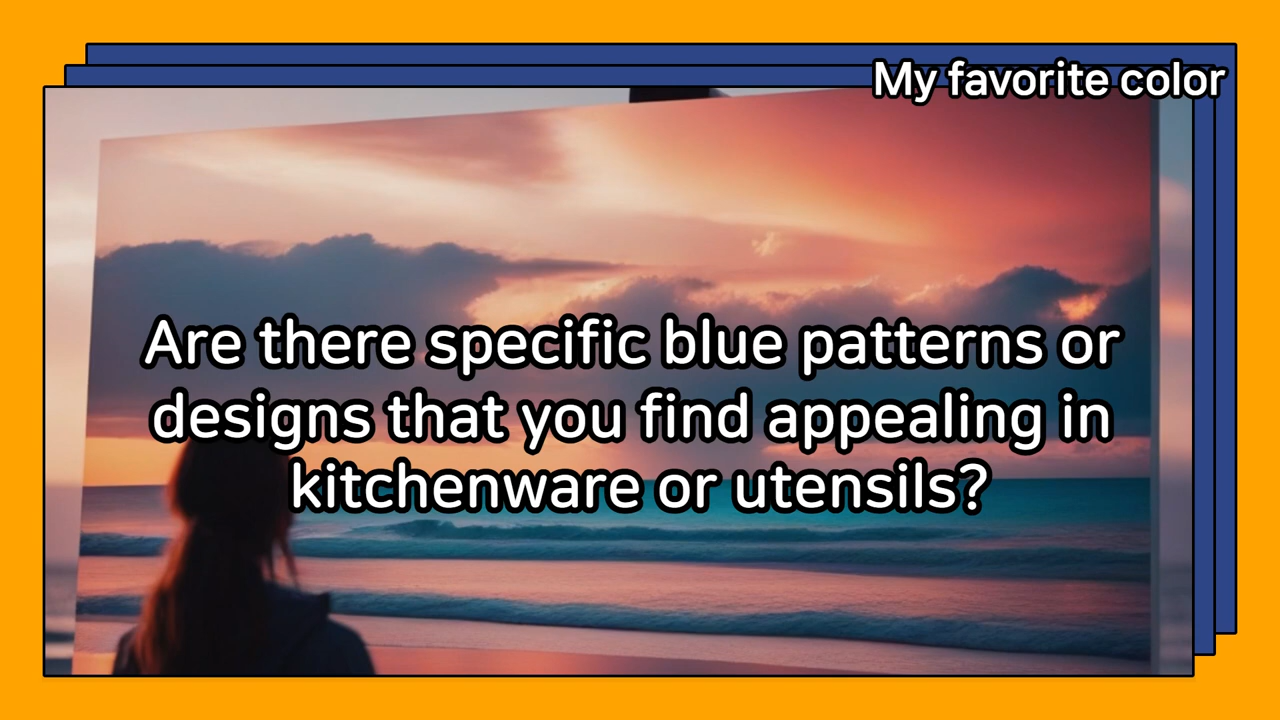 My favorite color
Are there specific blue patterns or
designs that you find appealing in
kitchenware or utensils?